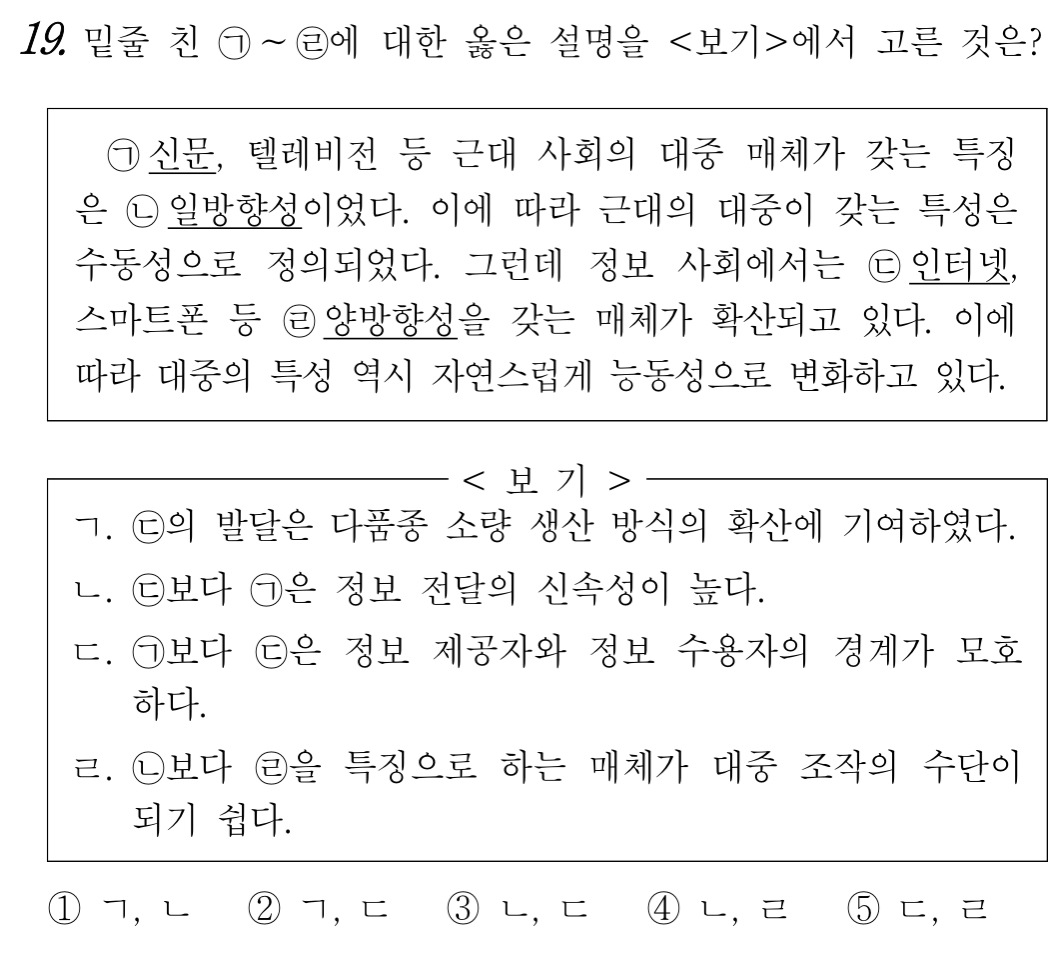 19. 밑줄 친 ㉠~㉣에 대한 옳은 설명을 <보기>에서 고른 것은?
㉠신문, 텔레비전 등 근대 사회의 대중 매체가 갖는 특징
은 ㉡일방향성이었다. 이에 따라 근대의 대중이 갖는 특성은
수동성으로 정의되었다. 그런데 정보 사회에서는 ㉢인터넷,
스마트폰 등 ㉣양방향성을 갖는 매체가 확산되고 있다. 이에
따라 대중의 특성 역시 자연스럽게 능동성으로 변화하고 있다.
< 보 기 >
ㄱ. ㉢의 발달은 다품종 소량 생산 방식의 확산에 기여하였다.
ㄴ. ㉢보다 ㉠은 정보 전달의 신속성이 높다.
ㄷ. ㉠보다 ㉢은 정보 제공자와 정보 수용자의 경계가 모호
하다.
ㄹ. ㉡보다 ㉣을 특징으로 하는 매체가 대중 조작의 수단이
되기 쉽다.
① ㄱ, ㄴ ② ㄱ, ㄷ ③ ㄴ, ㄷ ④ ㄴ, ㄹ ⑤ ㄷ, ㄹ